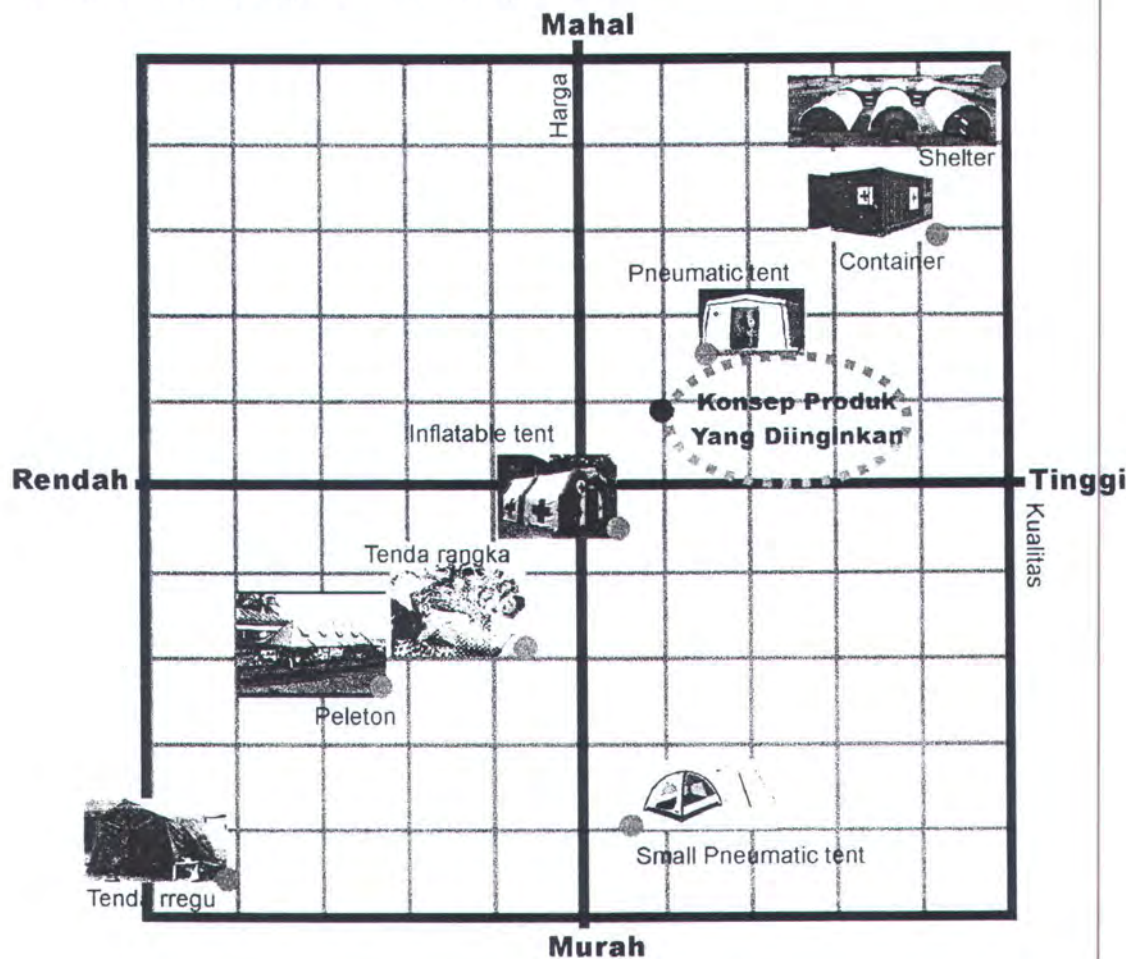 Mahal
Harga
Shelter
Container
Pneumatic tent
Konsep Produk
Yang Diinginkan
Inflatable tent
Rendah
Tinggi
Kualitas
Tenda rangka
Peleton
Small Pneumatic tent
Tenda rregu
Murah